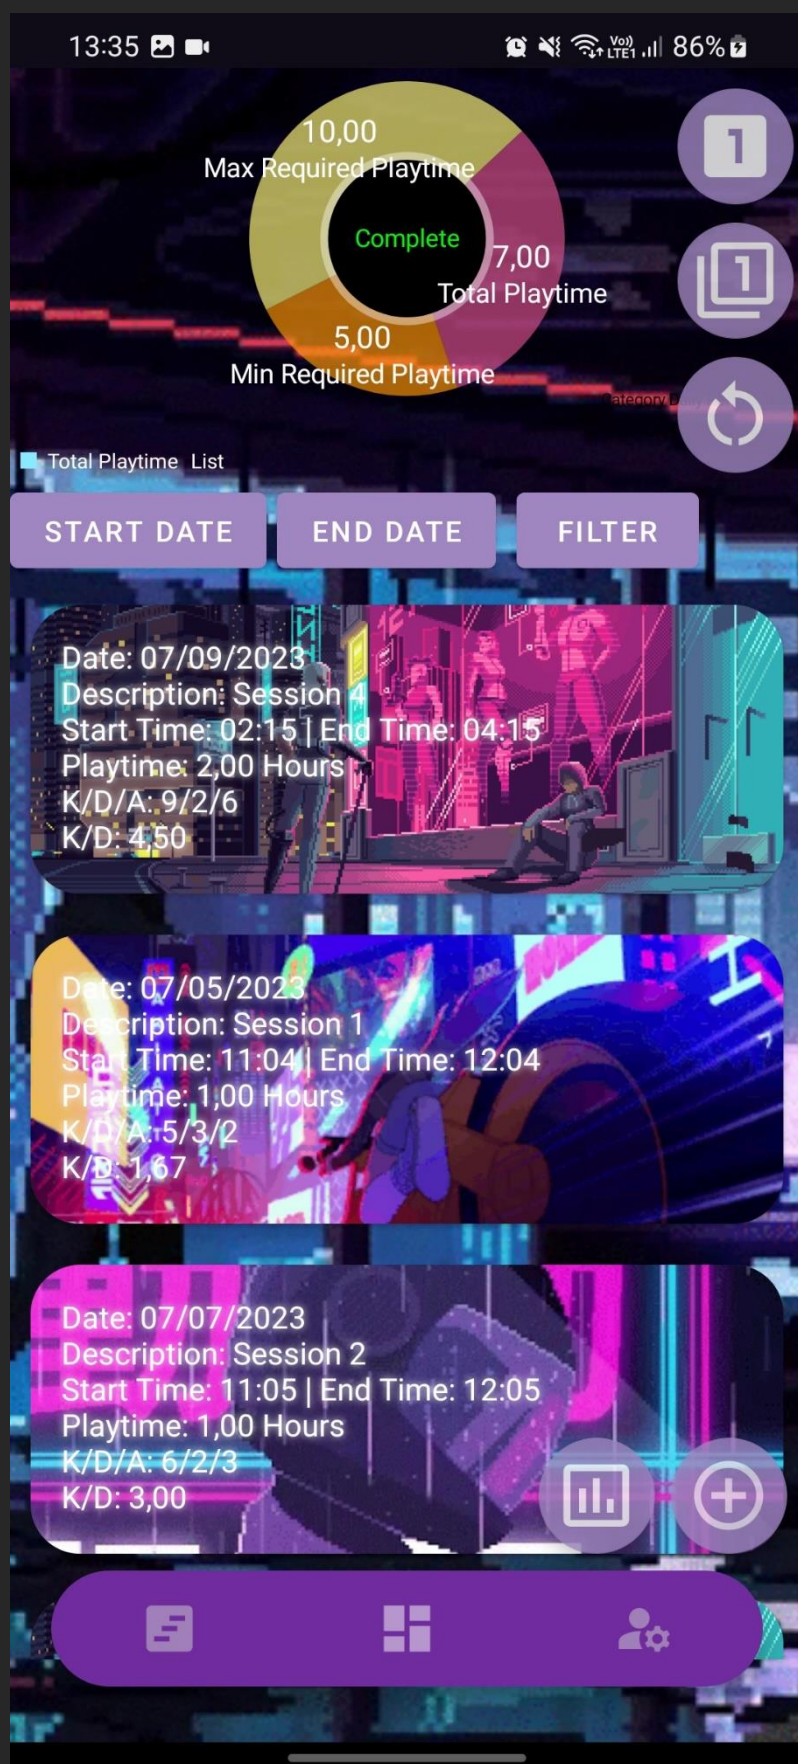 13:35
Vo)) LTE1 86%
10,00
Max Required Playtime
1
Complete
7,00
Total Playtime
1
5,00
Min Required Playtime
Category
Total Playtime List
START DATE END DATE FILTER
Date: 07/09/2023
Description: Session 4
Start Time: 02:15 | End Time: 04:15
Playtime: 2,00 Hours
K/D/A: 9/2/6
K/D: 4,50
Date: 07/05/2023
Description: Session 1
Start Time: 11:04 | End Time: 12:04
Playtime: 1,00 Hours
K/D/A: 5/3/2
K/D: 1,67
Date: 07/07/2023
Description: Session 2
Start Time: 11:05 | End Time: 12:05
Playtime: 1,00 Hours
K/D/A: 6/2/3
K/D: 3,00